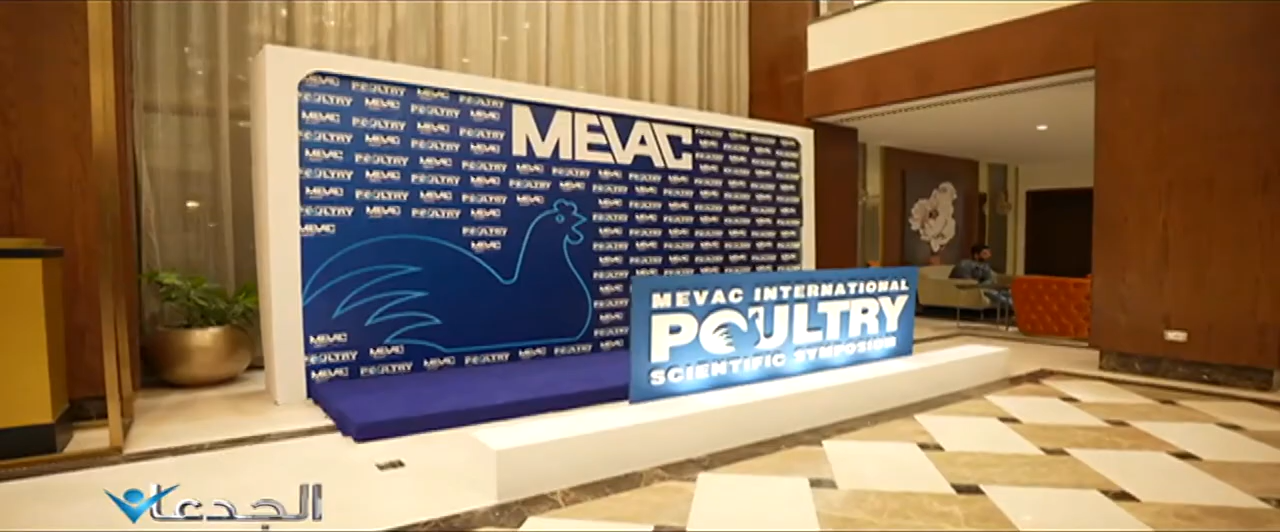 MEVAC
MEVAC INTERNATIONAL
POULTRY
SCIENTIFIC SYMPOSIUM
الجدعان